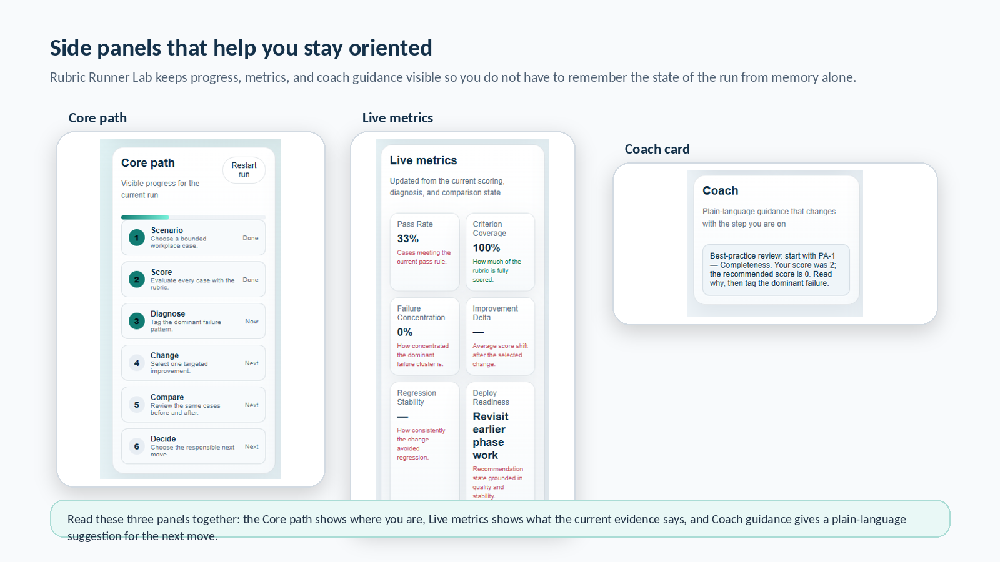 Side panels that help you stay oriented
Rubric Runner Lab keeps progress, metrics, and coach guidance visible so you do not have to remember the state of the run from memory alone.
Core path
Core path
Restart
run
Visible progress for the
current run
1
Scenario
Choose a bounded
workplace case.
Done
2
Score
Evaluate every case with the
rubric.
Done
3
Diagnose
Tag the dominant failure
pattern.
Now
4
Change
Select one targeted
improvement.
Next
5
Compare
Review the same cases
before and after.
Next
6
Decide
Choose the responsible next
move.
Next
Live metrics
Live metrics
Updated from the current scoring,
diagnosis, and comparison state
Pass Rate
33%
Cases meeting the
current pass rule.
Criterion
Coverage
100%
How much of the
rubric is fully
scored.
Failure
Concentration
0%
How concentrated
the dominant
failure cluster is.
Improvement
Delta
—
Average score shift
after the selected
change.
Regression
Stability
—
How consistently
the change
avoided
regression.
Deploy
Readiness
Revisit
earlier
phase
work
Recommendation
state grounded in
quality and
stability.
Coach card
Coach
Plain-language guidance that changes
with the step you are on
Best-practice review: start with PA-1
— Completeness. Your score was 2;
the recommended score is 0. Read
why, then tag the dominant failure.
Read these three panels together: the Core path shows where you are, Live metrics shows what the current evidence says, and Coach guidance gives a plain-language
suggestion for the next move.